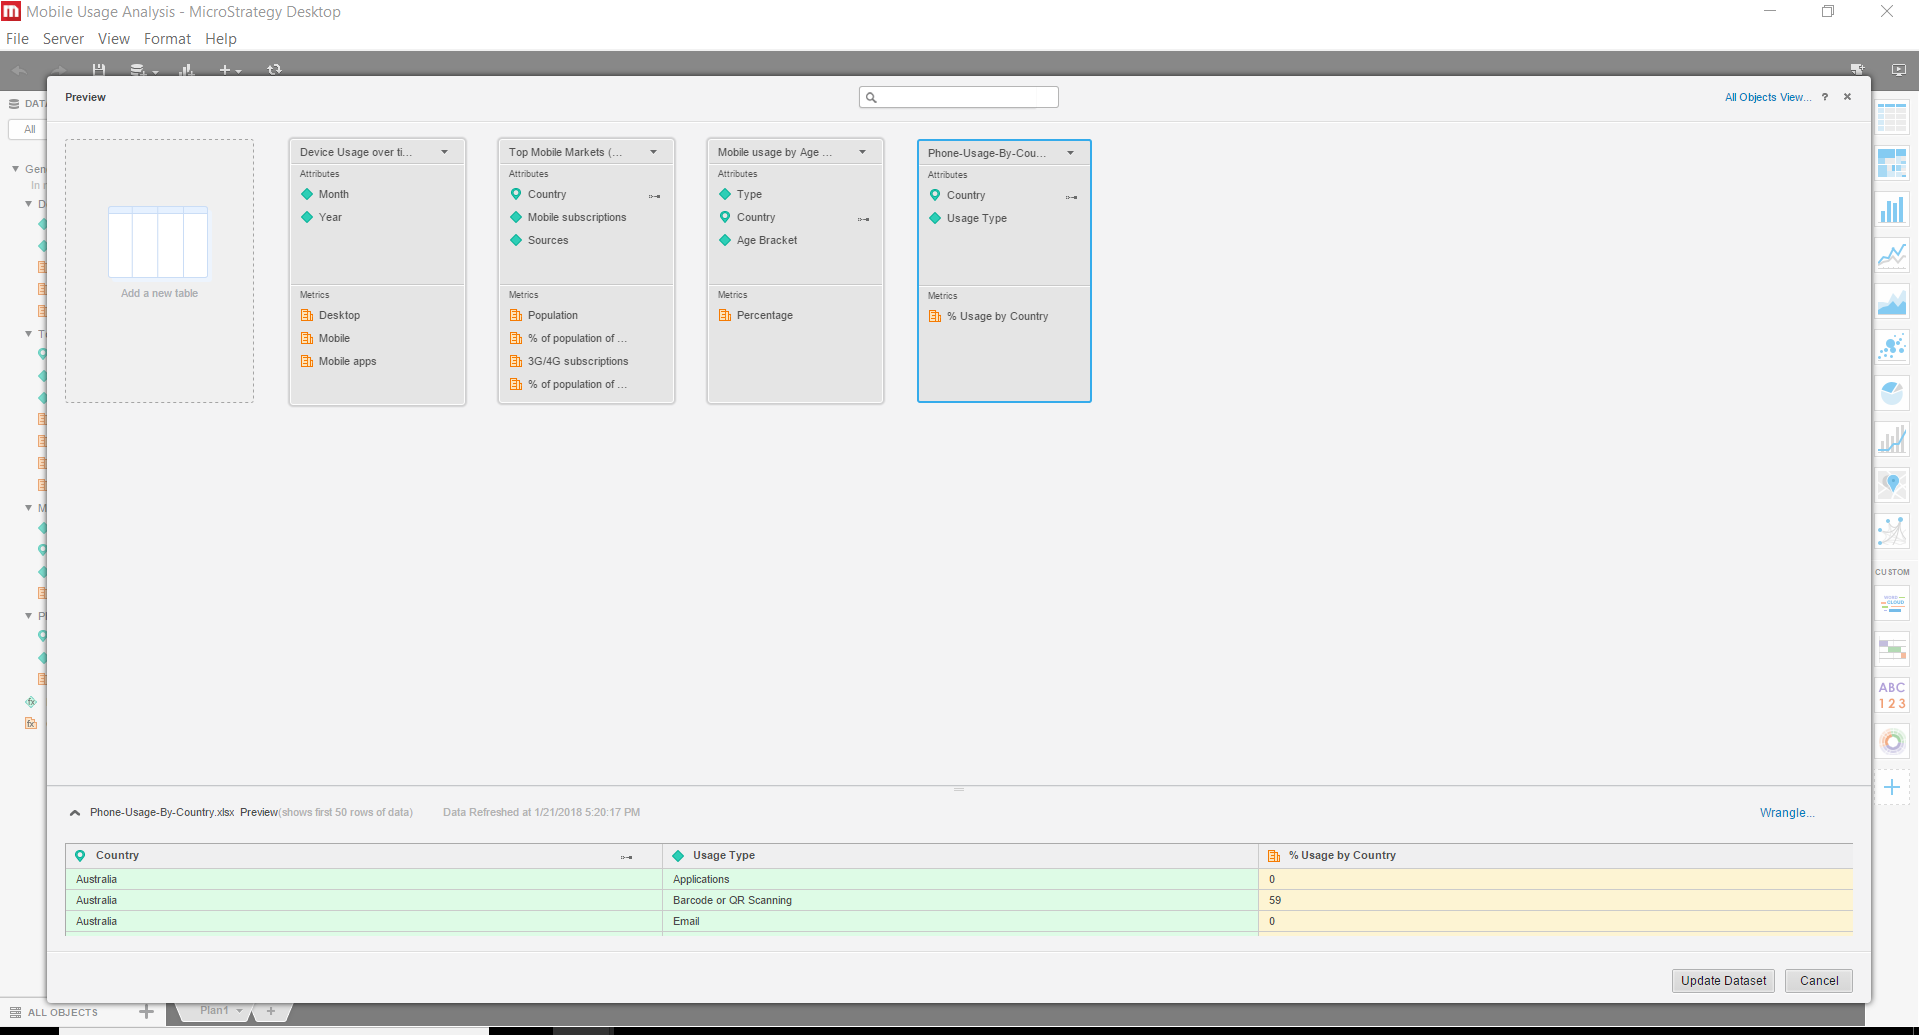 Mobile Usage Analysis - MicroStrategy Desktop
File Server View Format Help
DATA
All
Preview
All Objects View... ? ×
Add a new table
Device Usage over ti...
Attributes
Month
Year
Metrics
Desktop
Mobile
Mobile apps
Top Mobile Markets (...
Attributes
Country
Mobile subscriptions
Sources
Metrics
Population
% of population of ...
3G/4G subscriptions
% of population of ...
Mobile usage by Age ...
Attributes
Type
Country
Age Bracket
Metrics
Percentage
Phone-Usage-By-Cou...
Attributes
Country
Usage Type
Metrics
% Usage by Country
Phone-Usage-By-Country.xlsx Preview(shows first 50 rows of data) Data Refreshed at 1/21/2018 5:20:17 PM Wrangle...
Country Usage Type % Usage by Country
Australia Applications 0
Australia Barcode or QR Scanning 59
Australia Email 0
Update Dataset Cancel
ALL OBJECTS
Plan1
CUSTOM
ABC
123